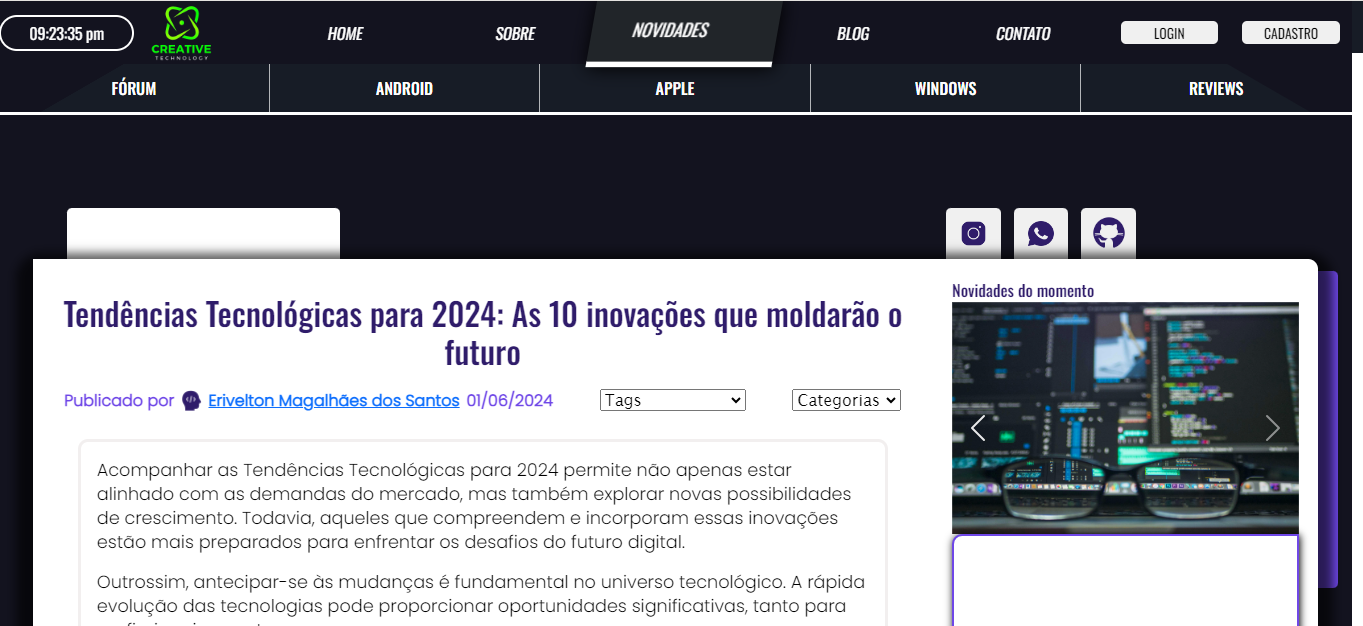 09:23:35 pm
CREATIVE
TECHNOLOGY
HOME
SOBRE
NOVIDADES
BLOG
CONTATO
LOGIN
CADASTRO
FÓRUM
ANDROID
APPLE
WINDOWS
REVIEWS
Tendências Tecnológicas para 2024: As 10 inovações que moldarão o
futuro
Publicado por Erivelton Magalhães dos Santos 01/06/2024
Tags
Categorias
Acompanhar as Tendências Tecnológicas para 2024 permite não apenas estar
alinhado com as demandas do mercado, mas também explorar novas possibilidades
de crescimento. Todavia, aqueles que compreendem e incorporam essas inovações
estão mais preparados para enfrentar os desafios do futuro digital.
Outrossim, antecipar-se às mudanças é fundamental no universo tecnológico. A rápida
evolução das tecnologias pode proporcionar oportunidades significativas, tanto para
Novidades do momento